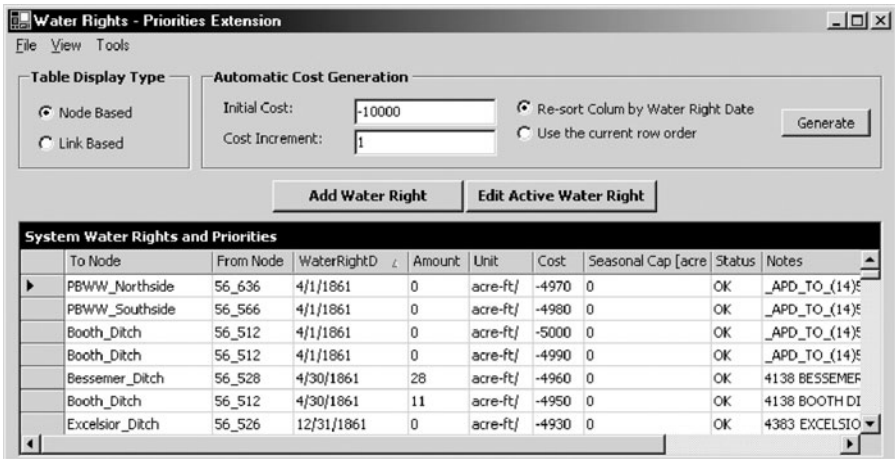 Water Rights - Priorities Extension
File View Tools
Table Display Type
Node Based
Link Based
Automatic Cost Generation
Initial Cost: -10000
Cost Increment: 1
Re-sort Colum by Water Right Date
Use the current row order
Generate
Add Water Right Edit Active Water Right
System Water Rights and Priorities
To Node From Node WaterRightD Amount Unit Cost Seasonal Cap [acre Status Notes
PBWW_Northside 56_636 4/1/1861 0 acre-ft/ -4970 0 OK _APD_TO_(14)5
PBWW_Southside 56_566 4/1/1861 0 acre-ft/ -4980 0 OK _APD_TO_(14)5
Booth_Ditch 56_512 4/1/1861 0 acre-ft/ -5000 0 OK _APD_TO_(14)5
Booth_Ditch 56_512 4/1/1861 0 acre-ft/ -4990 0 OK _APD_TO_(14)5
Bessemer_Ditch 56_528 4/30/1861 28 acre-ft/ -4960 0 OK 4138 BESSEMER
Booth_Ditch 56_512 4/30/1861 11 acre-ft/ -4950 0 OK 4138 BOOTH DI
Excelsior_Ditch 56_526 12/31/1861 0 acre-ft/ -4930 0 OK 4383 EXCELSIO